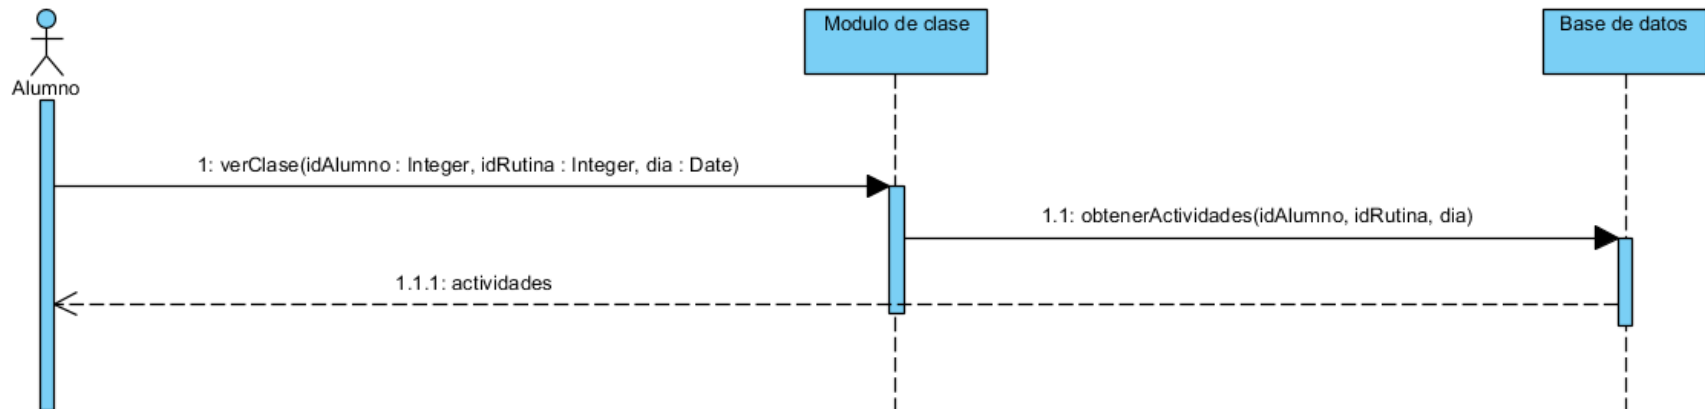 Modulo de clase
Base de datos
Alumno
1: verClase(idAlumno : Integer, idRutina : Integer, dia : Date)
1.1: obtenerActividades(idAlumno, idRutina, dia)
1.1.1: actividades